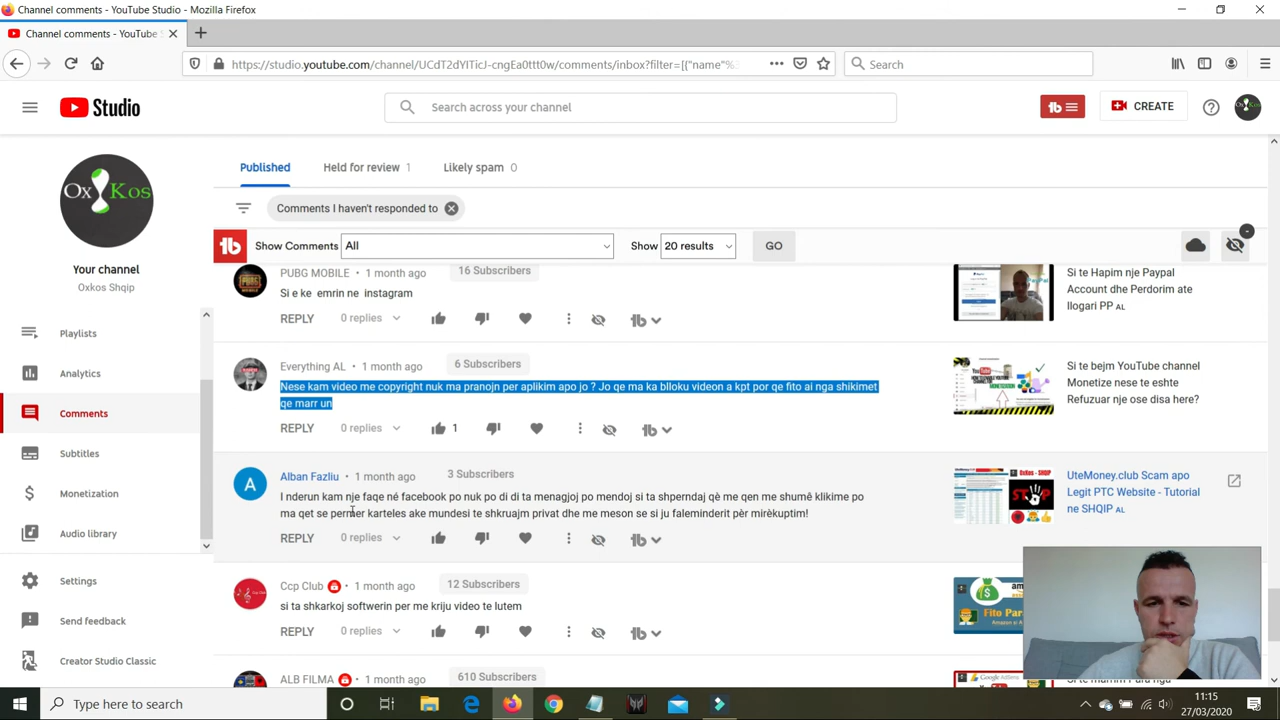 Channel comments - YouTube Studio - Mozilla Firefox
Channel comments - YouTube S
https://studio.youtube.com/channel/UCdT2dYlTicJ-cngEa0ttt0w/comments/inbox?filter=[{"name"%
Search
Studio
Search across your channel
CREATE
Ox Kos
Your channel
Oxkos Shqip
Playlists
Analytics
Comments
Subtitles
Monetization
Audio library
Settings
Send feedback
Creator Studio Classic
Published
Held for review 1
Likely spam 0
Comments I haven't responded to
Show Comments All Show 20 results GO
PUBG MOBILE • 1 month ago 16 Subscribers
Si e ke emrin ne instagram
REPLY 0 replies
Si te Hapim nje Paypal
Account dhe Perdorim ate
llogari PP AL
Everything AL • 1 month ago 6 Subscribers
Nese kam video me copyright nuk ma pranojn per aplikim apo jo ? Jo qe ma ka blloku videon a kpt por qe fito ai nga shikimet
qe marr un
REPLY 0 replies 1
Si te bejm YouTube channel
Monetize nese te eshte
Refuzuar nje ose disa here?
A
Alban Fazliu • 1 month ago 3 Subscribers
I nderun kam nje faqe né facebook po nuk po di di ta menagjoj po mendoj si ta shperndaj qè me qen me shumê klikime po
ma qet se permer karteles ake mundesi te shkruajm privat dhe me meson se si ju faleminderit pèr mirèkuptim!
REPLY 0 replies
UteMoney.club Scam apo
Legit PTC Website - Tutorial
ne SHQIP AL
Ccp Club • 1 month ago 12 Subscribers
si ta shkarkoj softwerin per me kriju video te lutem
REPLY 0 replies
Fito Para
ALB FILMA • 1 month ago 610 Subscribers
Type here to search
11:15
27/03/2020